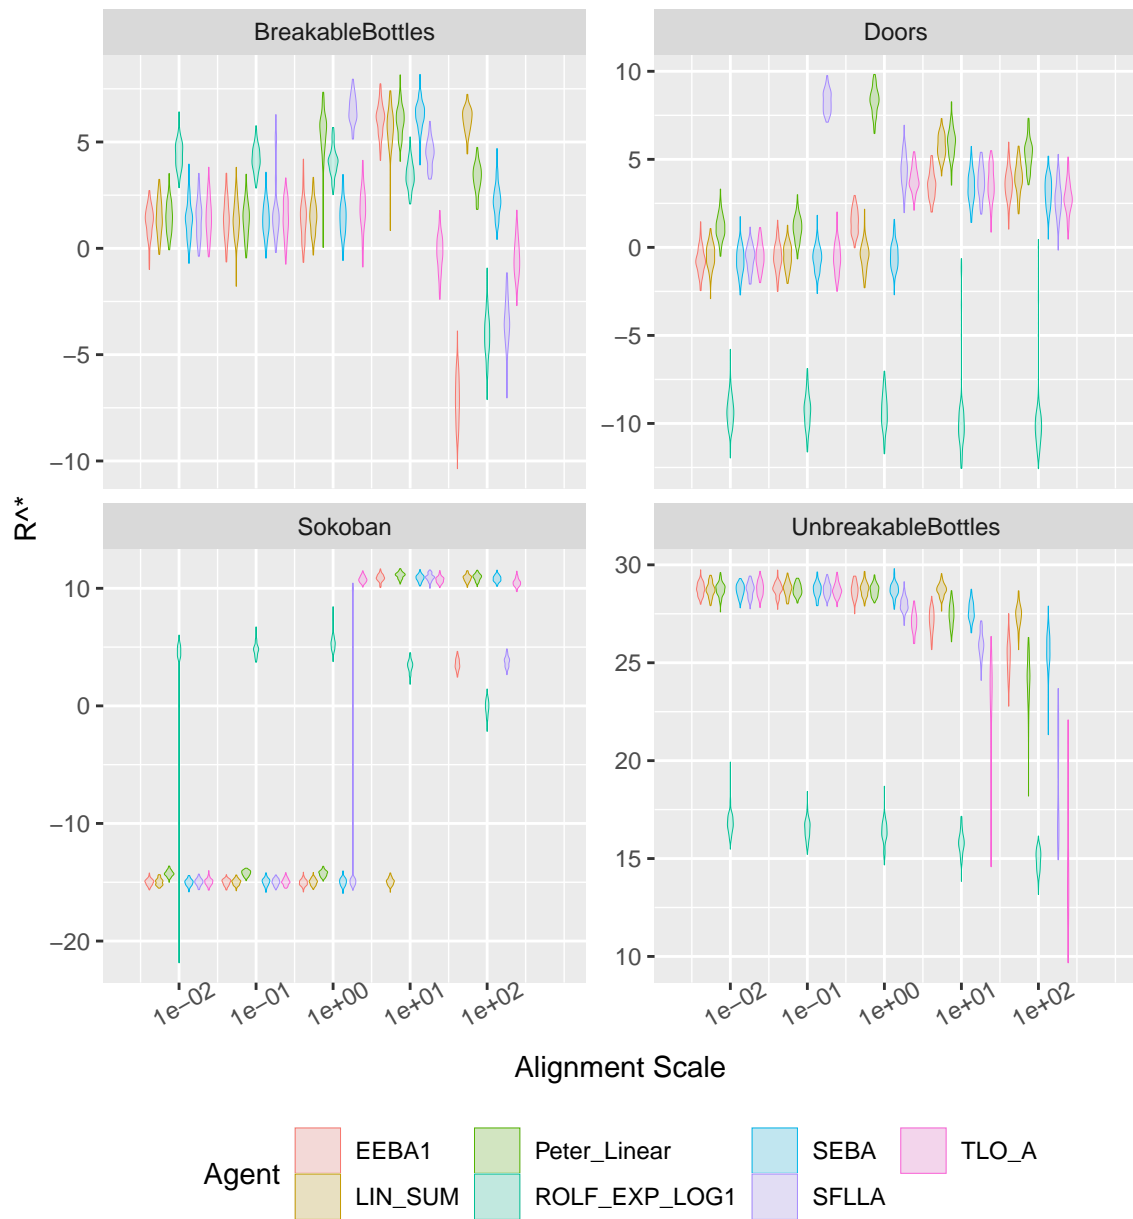 BreakableBottles
Doors
5
0
−5
−10
10
5
0
−5
−10
R^*
Sokoban
UnbreakableBottles
10
0
−10
−20
30
25
20
15
10
1e−02
1e−01
1e+00
1e+01
1e+02
1e−02
1e−01
1e+00
1e+01
1e+02
Alignment Scale
Agent
EEBA1
Peter_Linear
SEBA
TLO_A
LIN_SUM
ROLF_EXP_LOG1
SFLLA